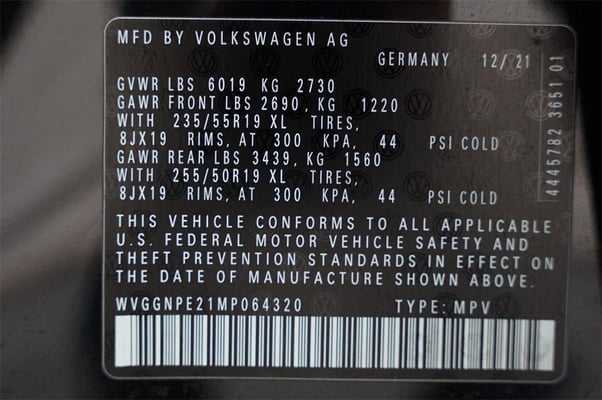 MFD BY VOLKSWAGEN AG
GERMANY 12/21
GVWR LBS 6019 KG 2730
GAWR FRONT LBS 2690, KG 1220
WITH 235/55R19 XL TIRES,
8JX19 RIMS, AT 300 KPA, 44 PSI COLD
GAWR REAR LBS 3439, KG 1560
WITH 255/50R19 XL TIRES,
8JX19 RIMS, AT 300 KPA, 44 PSI COLD
THIS VEHICLE CONFORMS TO ALL APPLICABLE
U.S. FEDERAL MOTOR VEHICLE SAFETY AND
THEFT PREVENTION STANDARDS IN EFFECT ON
THE DATE OF MANUFACTURE SHOWN ABOVE.
WVGGNPE21MP064320 TYPE: MPV
4445782 3651 01